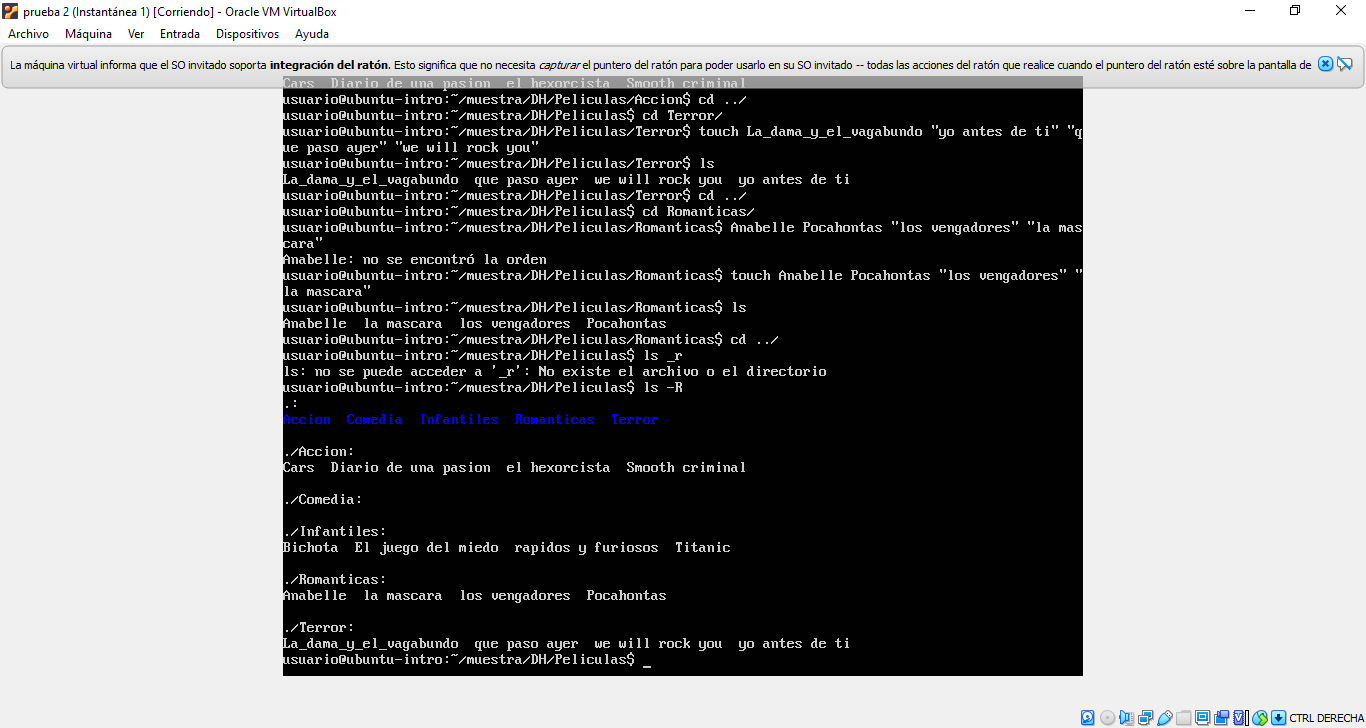 prueba 2 (Instantánea 1) [Corriendo] - Oracle VM VirtualBox
Archivo Máquina Ver Entrada Dispositivos Ayuda
La máquina virtual informa que el SO invitado soporta integración del ratón. Esto significa que no necesita capturar el puntero del ratón para poder usarlo en su SO invitado -- todas las acciones del ratón que realice cuando el puntero del ratón esté sobre la pantalla de
Cars  Diario de una pasion  el hexorcista  Smooth criminal
usuario@ubuntu-intro:~/muestra/DH/Peliculas/Accion$ cd ../
usuario@ubuntu-intro:~/muestra/DH/Peliculas$ cd Terror/
usuario@ubuntu-intro:~/muestra/DH/Peliculas/Terror$ touch La_dama_y_el_vagabundo "yo antes de ti" "q
ue paso ayer" "we will rock you"
usuario@ubuntu-intro:~/muestra/DH/Peliculas/Terror$ ls
La_dama_y_el_vagabundo  que paso ayer  we will rock you  yo antes de ti
usuario@ubuntu-intro:~/muestra/DH/Peliculas/Terror$ cd ../
usuario@ubuntu-intro:~/muestra/DH/Peliculas$ cd Romanticas/
usuario@ubuntu-intro:~/muestra/DH/Peliculas/Romanticas$ Anabelle Pocahontas "los vengadores" "la mas
cara"
Anabelle: no se encontró la orden
usuario@ubuntu-intro:~/muestra/DH/Peliculas/Romanticas$ touch Anabelle Pocahontas "los vengadores" "
la mascara"
usuario@ubuntu-intro:~/muestra/DH/Peliculas/Romanticas$ ls
Anabelle  la mascara  los vengadores  Pocahontas
usuario@ubuntu-intro:~/muestra/DH/Peliculas/Romanticas$ cd ../
usuario@ubuntu-intro:~/muestra/DH/Peliculas$ ls _r
ls: no se puede acceder a '_r': No existe el archivo o el directorio
usuario@ubuntu-intro:~/muestra/DH/Peliculas$ ls -R
.:
Accion  Comedia  Infantiles  Romanticas  Terror
./Accion:
Cars  Diario de una pasion  el hexorcista  Smooth criminal
./Comedia:
./Infantiles:
Bichota  El juego del miedo  rapidos y furiosos  Titanic
./Romanticas:
Anabelle  la mascara  los vengadores  Pocahontas
./Terror:
La_dama_y_el_vagabundo  que paso ayer  we will rock you  yo antes de ti
usuario@ubuntu-intro:~/muestra/DH/Peliculas$ _
CTRL DERECHA